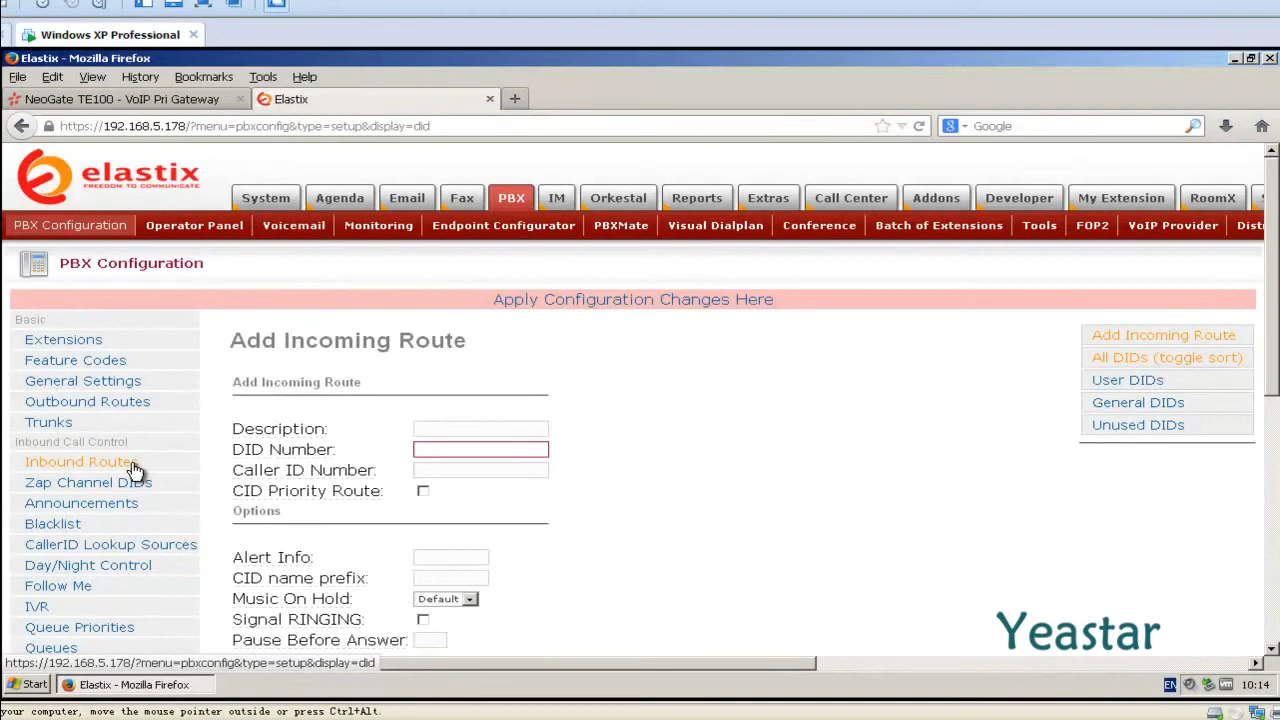 Windows XP Professional
Elastix - Mozilla Firefox
File Edit View History Bookmarks Tools Help
NeoGate TE100 - VoIP Pri Gateway Elastix
https://192.168.5.178/?menu=pbxconfig&type=setup&display=did Google
elastix
FREEDOM TO COMMUNICATE
System Agenda Email Fax PBX IM Orkestal Reports Extras Call Center Addons Developer My Extension RoomX
PBX Configuration Operator Panel Voicemail Monitoring Endpoint Configurator PBXMate Visual Dialplan Conference Batch of Extensions Tools FOP2 VoIP Provider Dist
PBX Configuration
Apply Configuration Changes Here
Basic
Extensions
Feature Codes
General Settings
Outbound Routes
Trunks
Inbound Call Control
Inbound Routes
Zap Channel DIDs
Announcements
Blacklist
CallerID Lookup Sources
Day/Night Control
Follow Me
IVR
Queue Priorities
Queues
Add Incoming Route
Add Incoming Route
Description:
DID Number:
Caller ID Number:
CID Priority Route:
Options
Alert Info:
CID name prefix:
Music On Hold: Default
Signal RINGING:
Pause Before Answer:
Add Incoming Route
All DIDs (toggle sort)
User DIDs
General DIDs
Unused DIDs
Yeastar
https://192.168.5.178/?menu=pbxconfig&type=setup&display=did
Start Elastix - Mozilla Firefox EN 10:14
your computer, move the mouse pointer outside or press Ctrl+Alt.